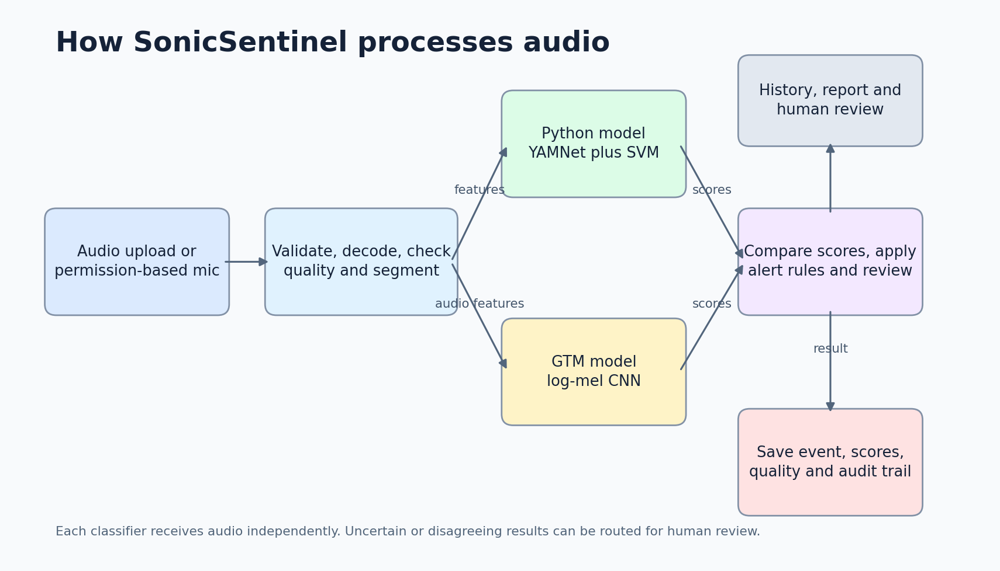 How SonicSentinel processes audio
History, report and
human review
Python model
YAMNet plus SVM
features
scores
Audio upload or
permission-based mic
Validate, decode, check
quality and segment
Compare scores, apply
alert rules and review
audio features
scores
result
GTM model
log-mel CNN
Save event, scores,
quality and audit trail
Each classifier receives audio independently. Uncertain or disagreeing results can be routed for human review.